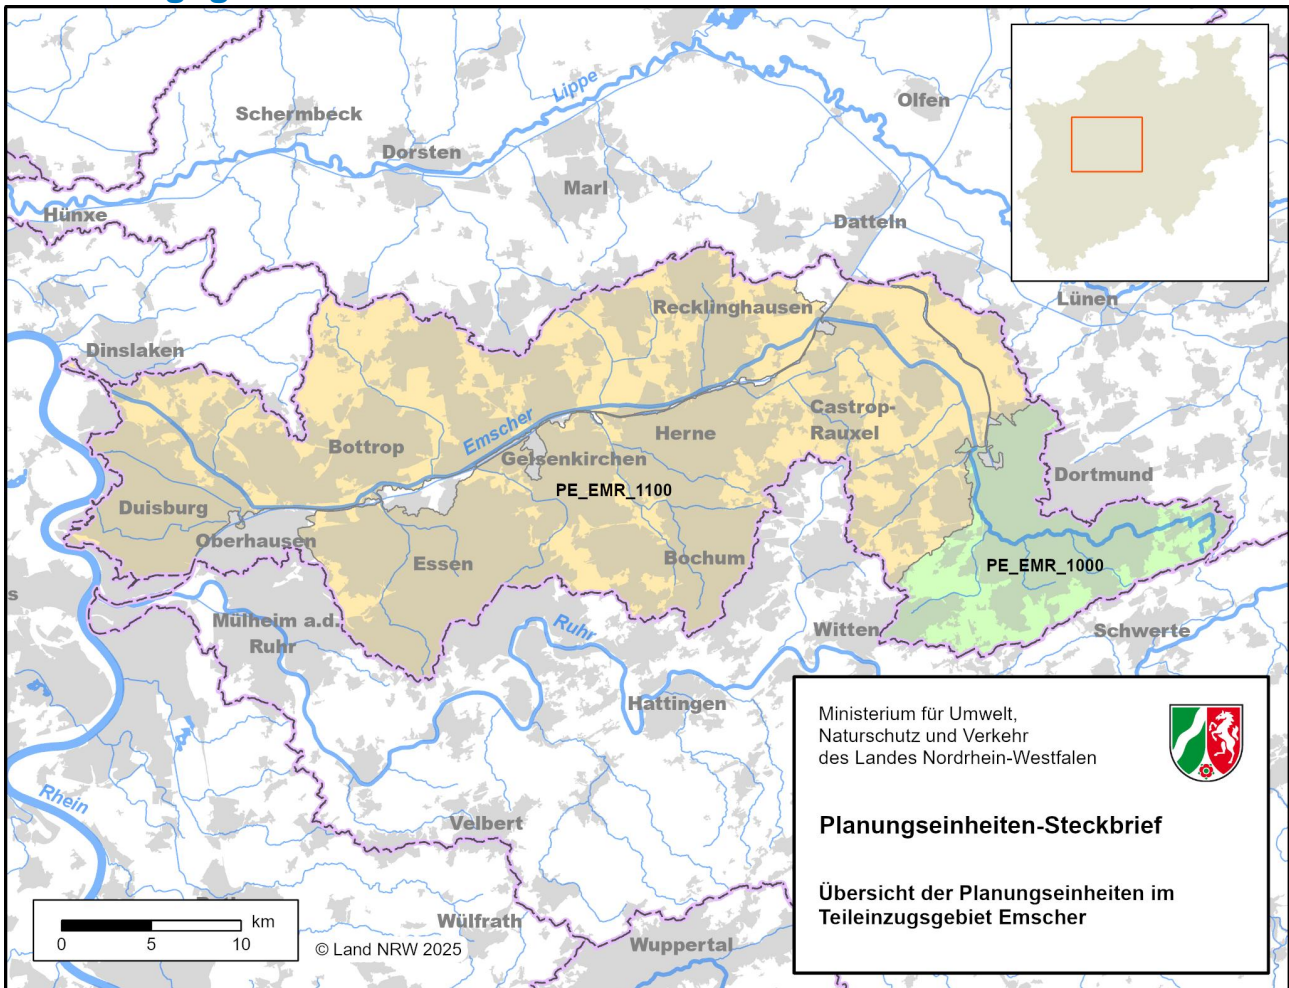 Lippe
Olfen
Schermbeck
Dorsten
Marl
Hünxe
Datteln
Lünen
Recklinghausen
Dinslaken
Castrop-
Rauxel
Emscher
Herne
Bottrop
Gelsenkirchen
Dortmund
PE_EMR_1100
Duisburg
Oberhausen
Essen
Bochum
PE_EMR_1000
s
Mülheim a.d.
Ruhr
Ruhr
Witten
Schwerte
Hattingen
Rhein
Velbert
Wülfrath
Wuppertal
Ministerium für Umwelt,
Naturschutz und Verkehr
des Landes Nordrhein-Westfalen
Planungseinheiten-Steckbrief
Übersicht der Planungseinheiten im
Teileinzugsgebiet Emscher
km
0 5 10
© Land NRW 2025